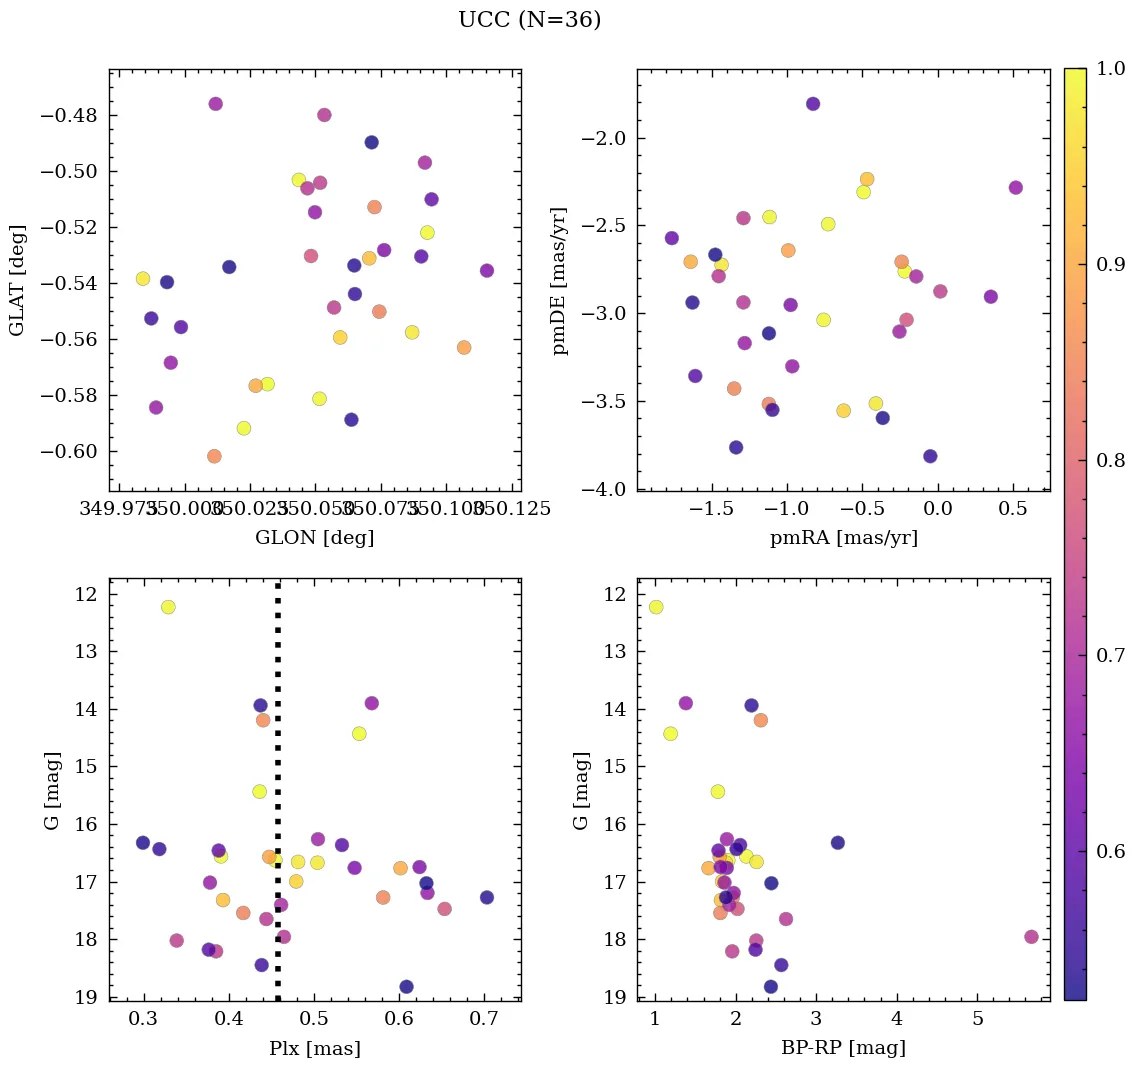 UCC (N=36)
−0.48
−0.50
−0.52
−0.54
−0.56
−0.58
−0.60
GLAT [deg]
349.975 350.000 350.025 350.050 350.075 350.100 350.125
GLON [deg]
−2.0
−2.5
−3.0
−3.5
−4.0
pmDE [mas/yr]
−1.5 −1.0 −0.5 0.0 0.5
pmRA [mas/yr]
12
13
14
15
16
17
18
19
G [mag]
0.3 0.4 0.5 0.6 0.7
Plx [mas]
12
13
14
15
16
17
18
19
G [mag]
1 2 3 4 5
BP-RP [mag]
1.0
0.9
0.8
0.7
0.6